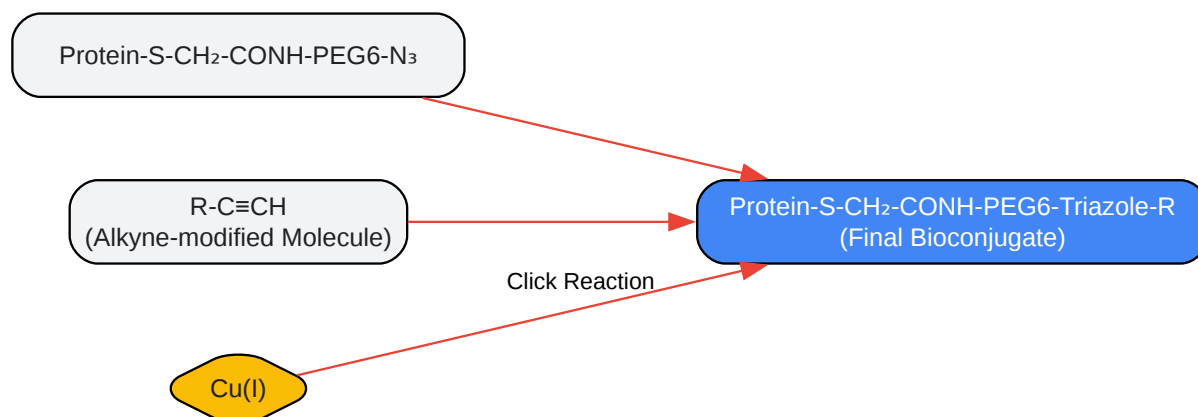 Protein-S-CH₂-CONH-PEG6-N₃
R-C≡CH
(Alkyne-modified Molecule)
Protein-S-CH₂-CONH-PEG6-Triazole-R
(Final Bioconjugate)
Click Reaction
Cu(I)